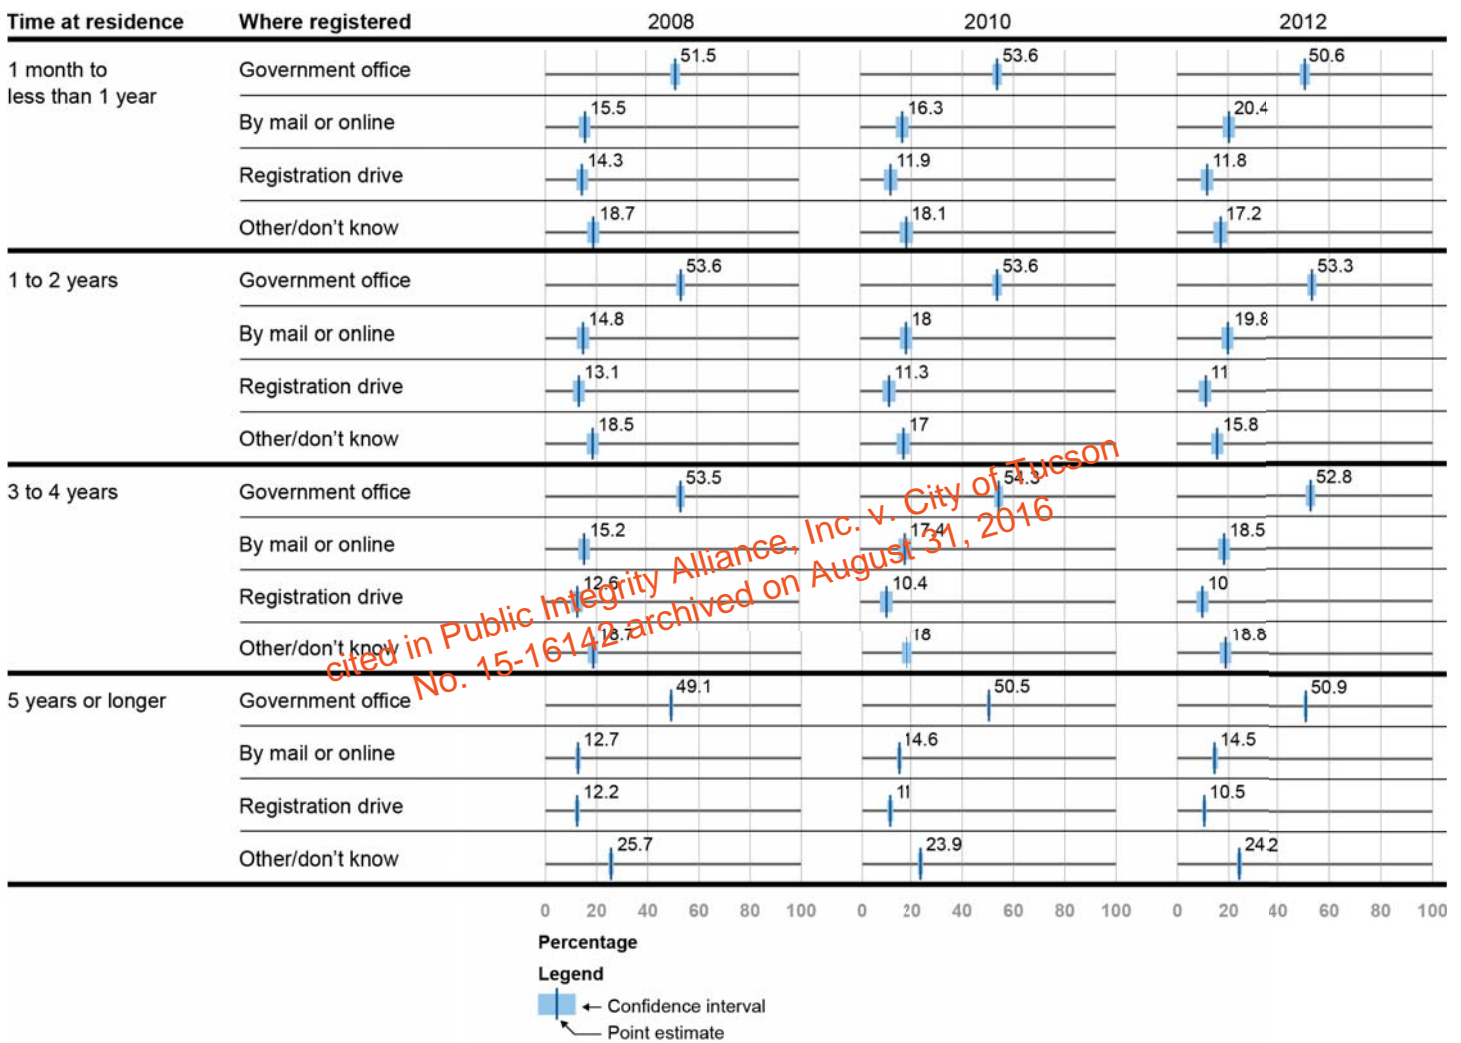 Time at residence Where registered 2008 2010 2012
1 month to
less than 1 year
Government office 51.5 53.6 50.6
By mail or online 15.5 16.3 20.4
Registration drive 14.3 11.9 11.8
Other/don't know 18.7 18.1 17.2
1 to 2 years Government office 53.6 53.6 53.3
By mail or online 14.8 18 19.8
Registration drive 13.1 11.3 11
Other/don't know 18.5 17 15.8
3 to 4 years Government office 53.5 54.3 52.8
By mail or online 15.2 17.4 18.5
Registration drive 12.6 10.4 10
Other/don't know 18.7 18 18.8
cited in Public Integrity Alliance, Inc. v. City of Tucson
No. 15-16142 archived on August 31, 2016
5 years or longer Government office 49.1 50.5 50.9
By mail or online 12.7 14.6 14.5
Registration drive 12.2 11 10.5
Other/don't know 25.7 23.9 24.2
0 20 40 60 80 100 0 20 40 60 80 100 0 20 40 60 80 100
Percentage
Legend
Confidence interval
Point estimate